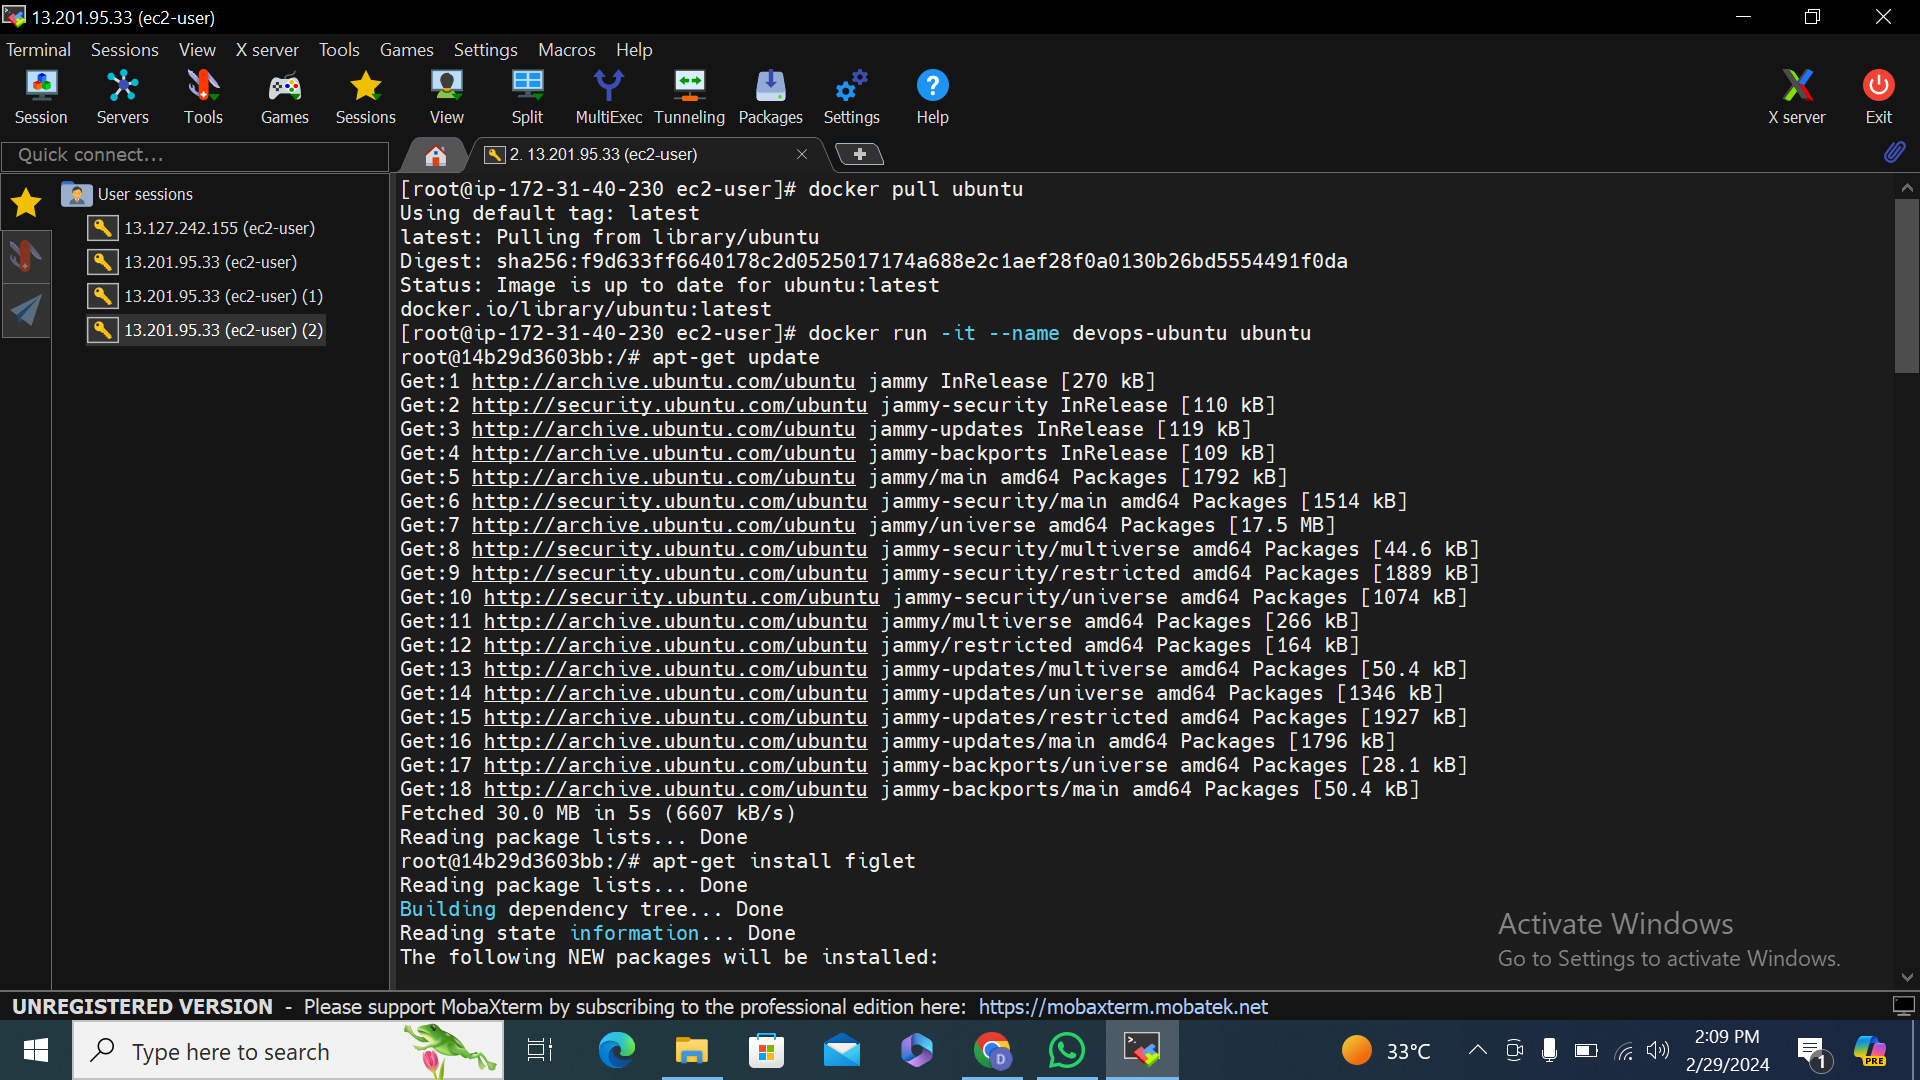 13.201.95.33 (ec2-user)
Terminal Sessions View X server Tools Games Settings Macros Help
Session Servers Tools Games Sessions View Split MultiExec Tunneling Packages Settings Help X server Exit
Quick connect...
2. 13.201.95.33 (ec2-user)
User sessions
13.127.242.155 (ec2-user)
13.201.95.33 (ec2-user)
13.201.95.33 (ec2-user) (1)
13.201.95.33 (ec2-user) (2)
[root@ip-172-31-40-230 ec2-user]# docker pull ubuntu
Using default tag: latest
latest: Pulling from library/ubuntu
Digest: sha256:f9d633ff6640178c2d0525017174a688e2c1aef28f0a0130b26bd5554491f0da
Status: Image is up to date for ubuntu:latest
docker.io/library/ubuntu:latest
[root@ip-172-31-40-230 ec2-user]# docker run -it --name devops-ubuntu ubuntu
root@14b29d3603bb:/# apt-get update
Get:1 http://archive.ubuntu.com/ubuntu jammy InRelease [270 kB]
Get:2 http://security.ubuntu.com/ubuntu jammy-security InRelease [110 kB]
Get:3 http://archive.ubuntu.com/ubuntu jammy-updates InRelease [119 kB]
Get:4 http://archive.ubuntu.com/ubuntu jammy-backports InRelease [109 kB]
Get:5 http://archive.ubuntu.com/ubuntu jammy/main amd64 Packages [1792 kB]
Get:6 http://security.ubuntu.com/ubuntu jammy-security/main amd64 Packages [1514 kB]
Get:7 http://archive.ubuntu.com/ubuntu jammy/universe amd64 Packages [17.5 MB]
Get:8 http://security.ubuntu.com/ubuntu jammy-security/multiverse amd64 Packages [44.6 kB]
Get:9 http://security.ubuntu.com/ubuntu jammy-security/restricted amd64 Packages [1889 kB]
Get:10 http://security.ubuntu.com/ubuntu jammy-security/universe amd64 Packages [1074 kB]
Get:11 http://archive.ubuntu.com/ubuntu jammy/multiverse amd64 Packages [266 kB]
Get:12 http://archive.ubuntu.com/ubuntu jammy/restricted amd64 Packages [164 kB]
Get:13 http://archive.ubuntu.com/ubuntu jammy-updates/multiverse amd64 Packages [50.4 kB]
Get:14 http://archive.ubuntu.com/ubuntu jammy-updates/universe amd64 Packages [1346 kB]
Get:15 http://archive.ubuntu.com/ubuntu jammy-updates/restricted amd64 Packages [1927 kB]
Get:16 http://archive.ubuntu.com/ubuntu jammy-updates/main amd64 Packages [1796 kB]
Get:17 http://archive.ubuntu.com/ubuntu jammy-backports/universe amd64 Packages [28.1 kB]
Get:18 http://archive.ubuntu.com/ubuntu jammy-backports/main amd64 Packages [50.4 kB]
Fetched 30.0 MB in 5s (6607 kB/s)
Reading package lists... Done
root@14b29d3603bb:/# apt-get install figlet
Reading package lists... Done
Building dependency tree... Done
Reading state information... Done
The following NEW packages will be installed:
Activate Windows
Go to Settings to activate Windows.
UNREGISTERED VERSION - Please support MobaXterm by subscribing to the professional edition here: https://mobaxterm.mobatek.net
Type here to search
D
33°C
2:09 PM
2/29/2024
1
PRE